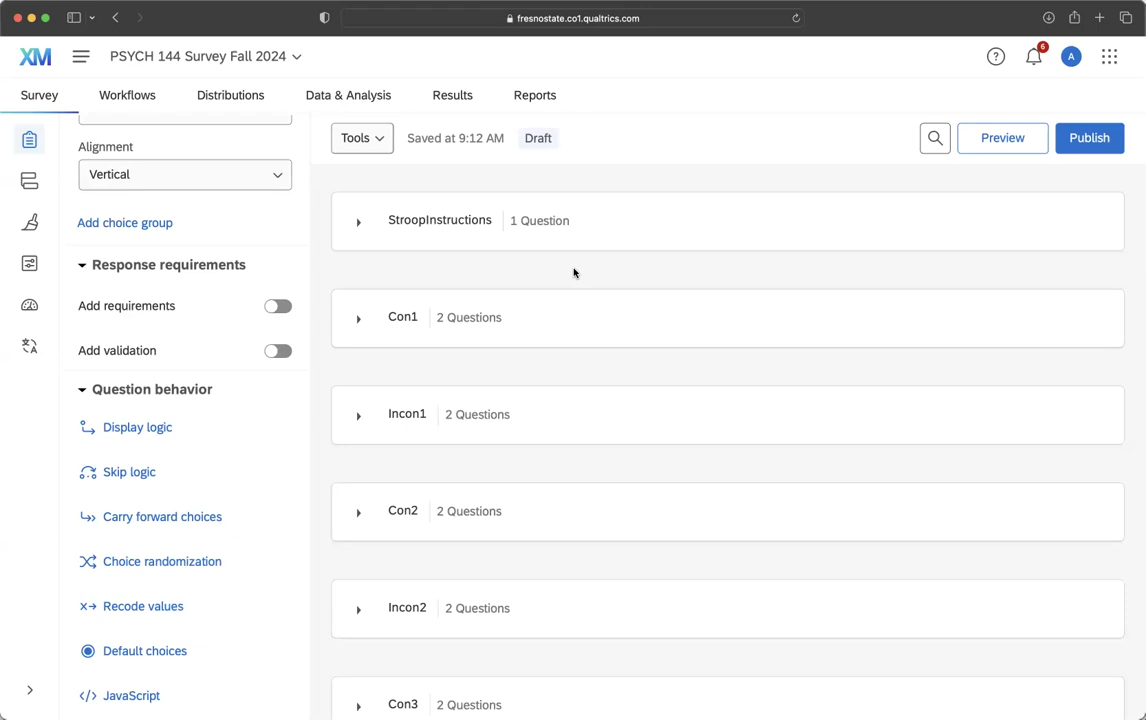 fresnostate.co1.qualtrics.com
XM
PSYCH 144 Survey Fall 2024
?
6
A
Survey
Workflows
Distributions
Data & Analysis
Results
Reports
Alignment
Vertical
Add choice group
Response requirements
Add requirements
Add validation
Question behavior
Display logic
Skip logic
Carry forward choices
Choice randomization
Recode values
Default choices
JavaScript
Tools
Saved at 9:12 AM
Draft
Preview
Publish
StroopInstructions 1 Question
Con1 2 Questions
Incon1 2 Questions
Con2 2 Questions
Incon2 2 Questions
Con3 2 Questions